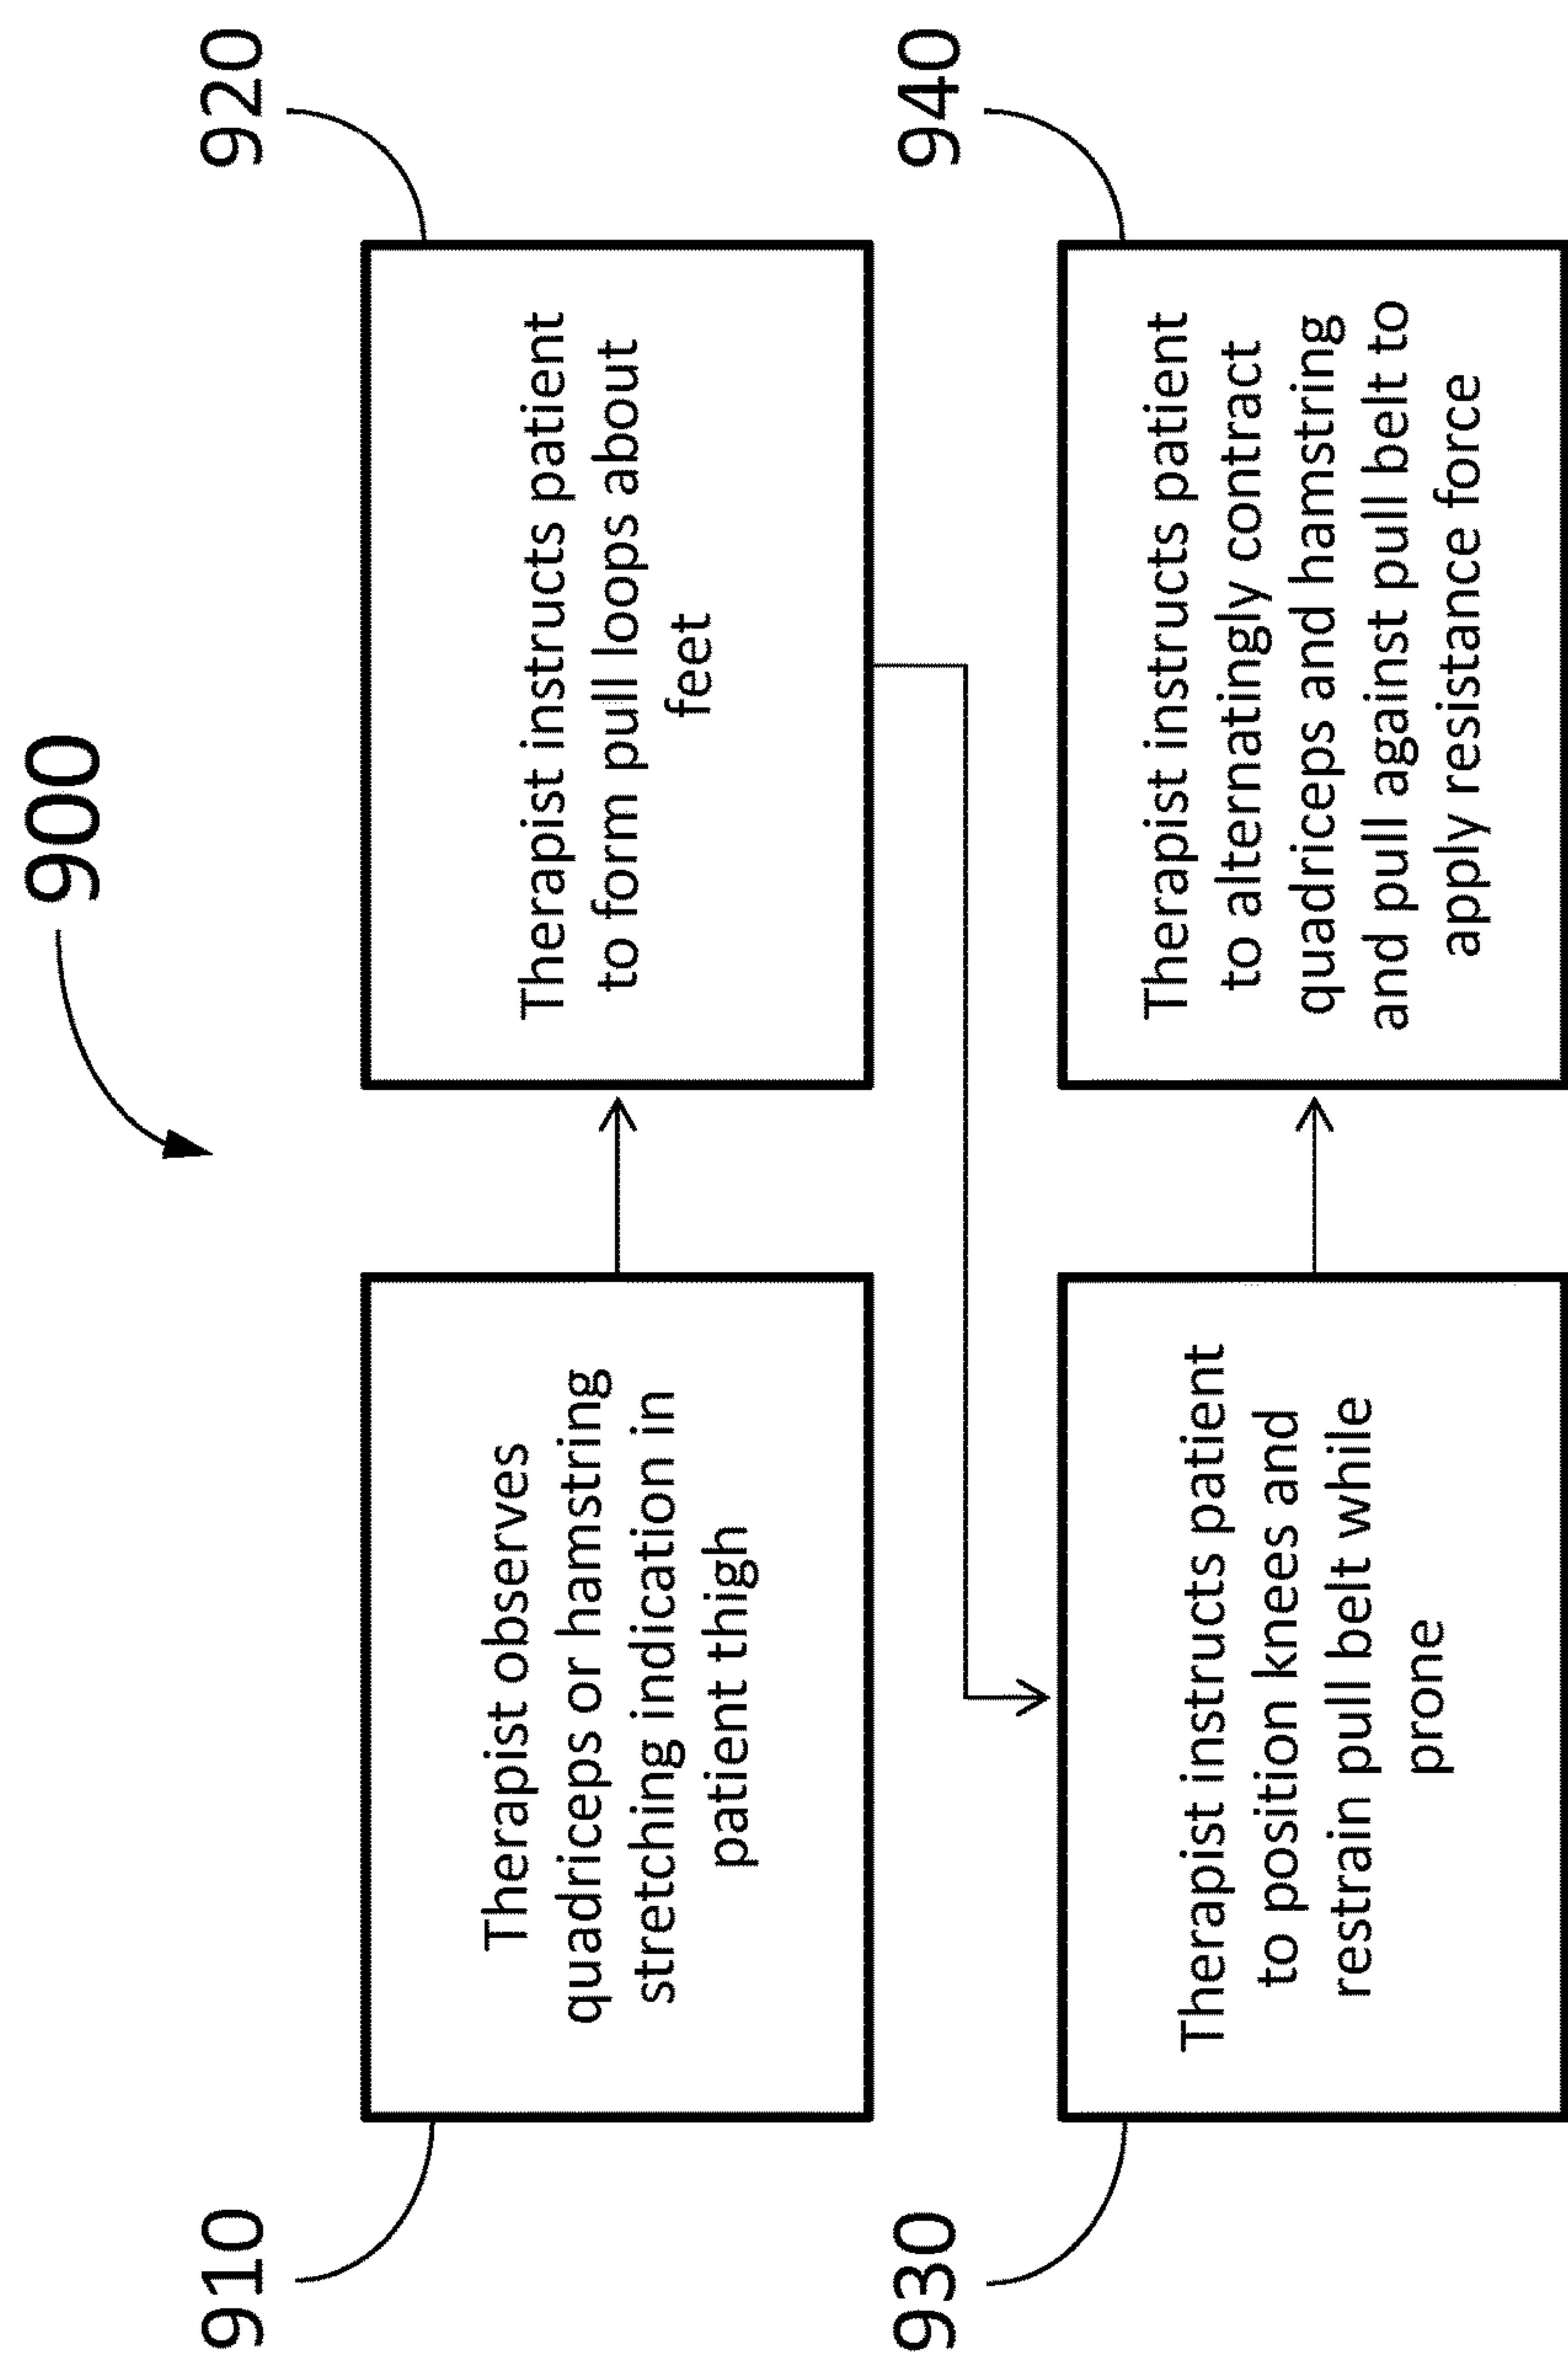 900
910
Therapist observes
quadriceps or hamstring
stretching indication in
patient thigh
920
Therapist instructs patient
to form pull loops about
feet
930
Therapist instructs patient
to position knees and
restrain pull belt while
prone
940
Therapist instructs patient
to alternatingly contract
quadriceps and hamstring
and pull against pull belt to
apply resistance force